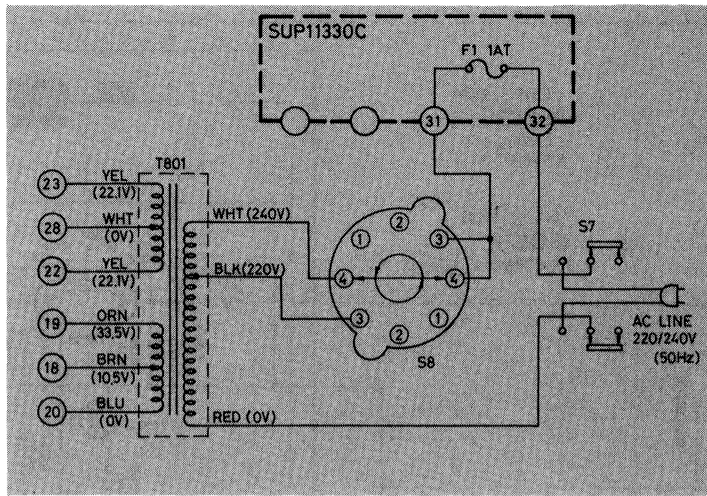 SUP11330C
F1 1AT
31
32
T801
23 YEL (22.1V)
28 WHT (0V)
22 YEL (22.1V)
19 ORN (33,5V)
18 BRN (10,5V)
20 BLU (0V)
WHT (240V)
BLK (220V)
RED (0V)
2
1
3
4
4
3
1
2
S8
S7
AC LINE
220/240V
(50Hz)